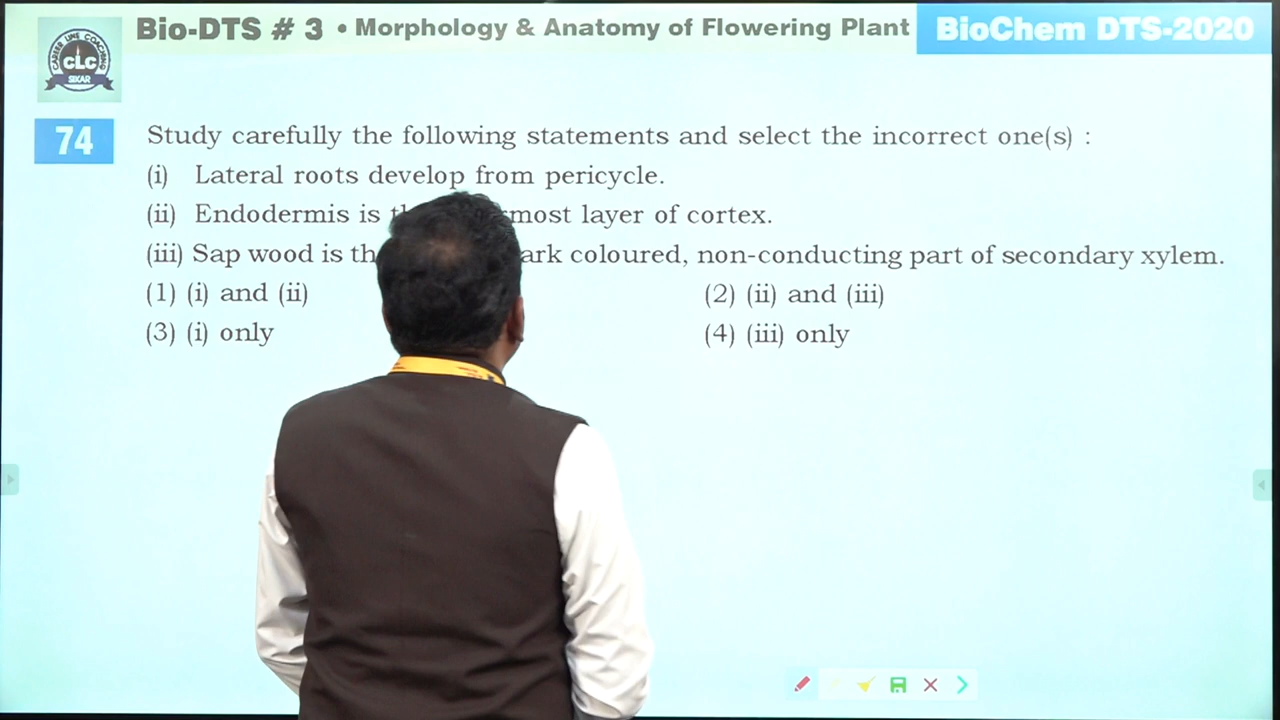 Bio-DTS # 3 • Morphology & Anatomy of Flowering Plant
BioChem DTS-2020
CAREER LINE COACHING
CLC
SIKAR
74
Study carefully the following statements and select the incorrect one(s) :
(i) Lateral roots develop from pericycle.
(ii) Endodermis is most layer of cortex.
(iii) Sap wood is coloured, non-conducting part of secondary xylem.
(1) (i) and (ii)
(2) (ii) and (iii)
(3) (i) only
(4) (iii) only